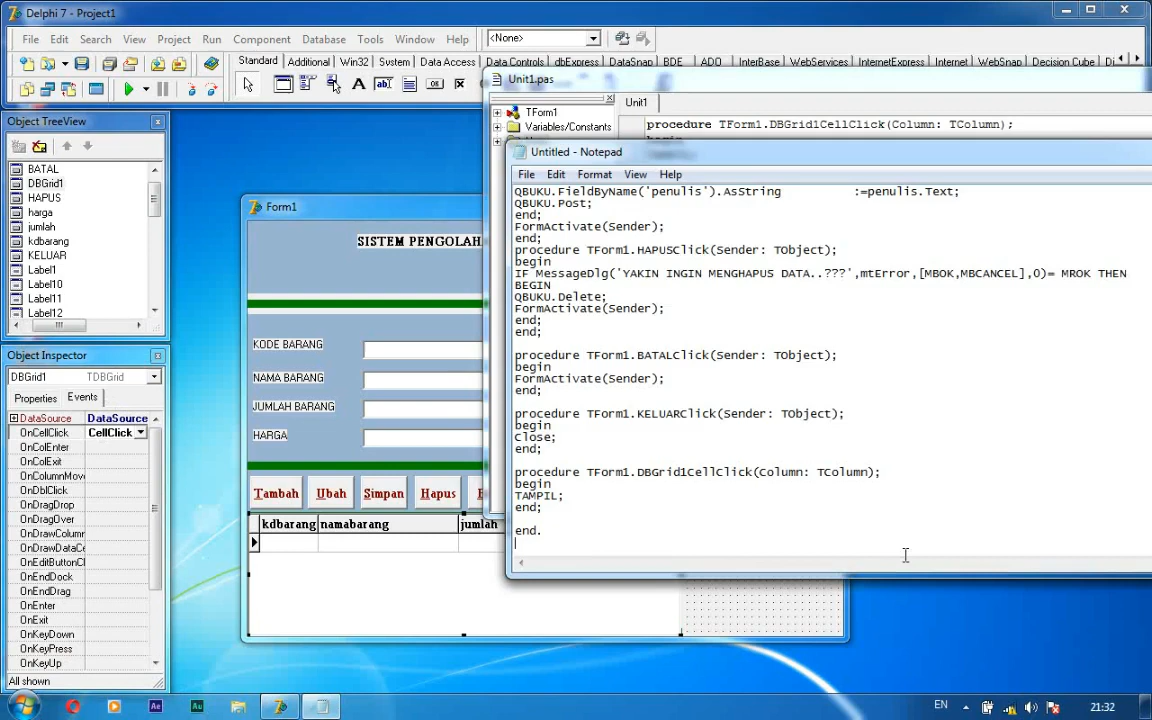 Delphi 7 - Project1
File Edit Search View Project Run Component Database Tools Window Help
<None>
Standard Additional Win32 System Data Access Data Controls dbExpress DataSnap BDE ADO InterBase WebServices InternetExpress Internet WebSnap Decision Cube
Object TreeView
BATAL
DBGrid1
HAPUS
harga
jumlah
kdbarang
KELUAR
Label1
Label10
Label11
Label12
Object Inspector
DBGrid1 TDBGrid
Properties Events
DataSource DataSource
OnCellClick CellClick
OnColEnter
OnColExit
OnColumnMov
OnDblClick
OnDragDrop
OnDragOver
OnDrawColumn
OnDrawDataCe
OnEditButtonCl
OnEndDock
OnEndDrag
OnEnter
OnExit
OnKeyDown
OnKeyPress
OnKeyUp
All shown
Form1
SISTEM PENGOLAH
KODE BARANG
NAMA BARANG
JUMLAH BARANG
HARGA
Tambah Ubah Simpan Hapus
kdbarang namabarang jumlah
Unit1.pas
TForm1
Variables/Constants
Unit1
procedure TForm1.DBGrid1CellClick(Column: TColumn);
Untitled - Notepad
File Edit Format View Help
QBUKU.FieldByName('penulis').AsString :=penulis.Text;
QBUKU.Post;
end;
FormActivate(Sender);
end;
procedure TForm1.HAPUSClick(Sender: TObject);
begin
IF MessageDlg('YAKIN INGIN MENGHAPUS DATA..???',mtError,[MBOK,MBCANCEL],0)= MROK THEN
BEGIN
QBUKU.Delete;
FormActivate(Sender);
end;
end;
procedure TForm1.BATALClick(Sender: TObject);
begin
FormActivate(Sender);
end;
procedure TForm1.KELUARClick(Sender: TObject);
begin
Close;
end;
procedure TForm1.DBGrid1CellClick(Column: TColumn);
begin
TAMPIL;
end;
end.
EN 21:32